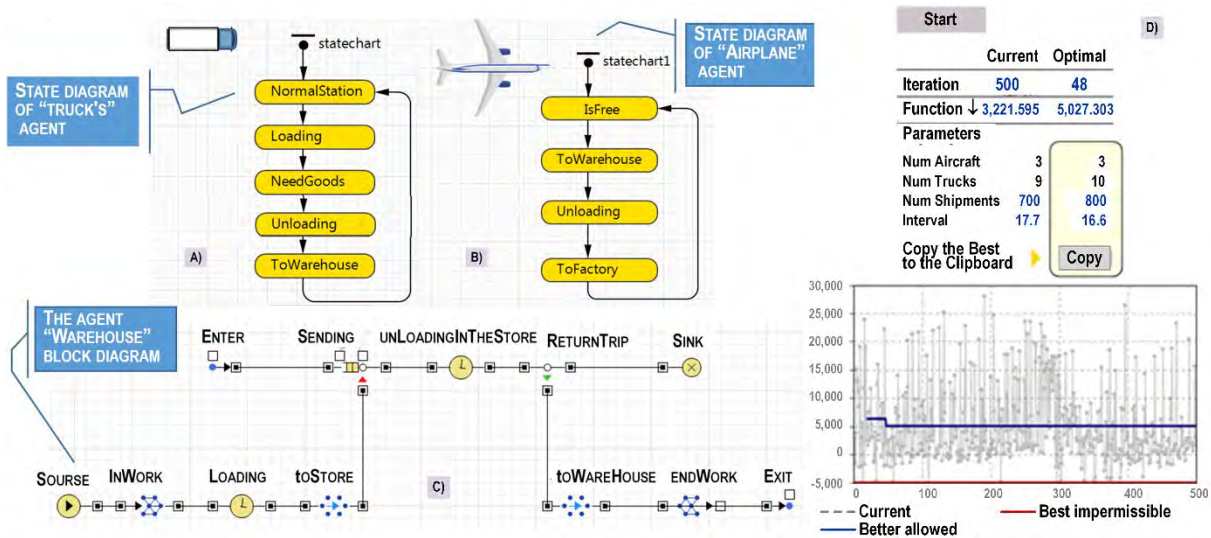 STATE DIAGRAM
OF "TRUCK'S"
AGENT
statechart
NormalStation
Loading
NeedGoods
Unloading
ToWarehouse
A)
STATE DIAGRAM
OF "AIRPLANE"
AGENT
statechart1
IsFree
ToWarehouse
Unloading
ToFactory
B)
THE AGENT
"WAREHOUSE"
BLOCK DIAGRAM
ENTER
SENDING
UNLOADINGINTHESTORE
RETURNTRIP
SINK
SOURSE
INWORK
LOADING
tOSTORE
C)
tOWAREHOUSE
ENDWORK
EXIT
Start
D)
Current Optimal
Iteration 500 48
Function ↓ 3,221.595 5,027.303
Parameters
Num Aircraft 3 3
Num Trucks 9 10
Num Shipments 700 800
Interval 17.7 16.6
Copy the Best
to the Clipboard
Copy
30,000
25,000
20,000
15,000
10,000
5,000
0
-5,000
0 100 200 300 400 500
Current
Best impermissible
Better allowed